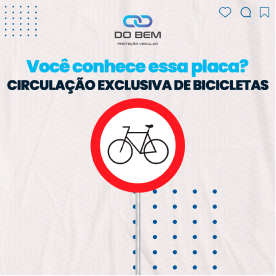 DO BEM
PROTEÇÃO VEICULAR
Você conhece essa placa?
CIRCULAÇÃO EXCLUSIVA DE BICICLETAS